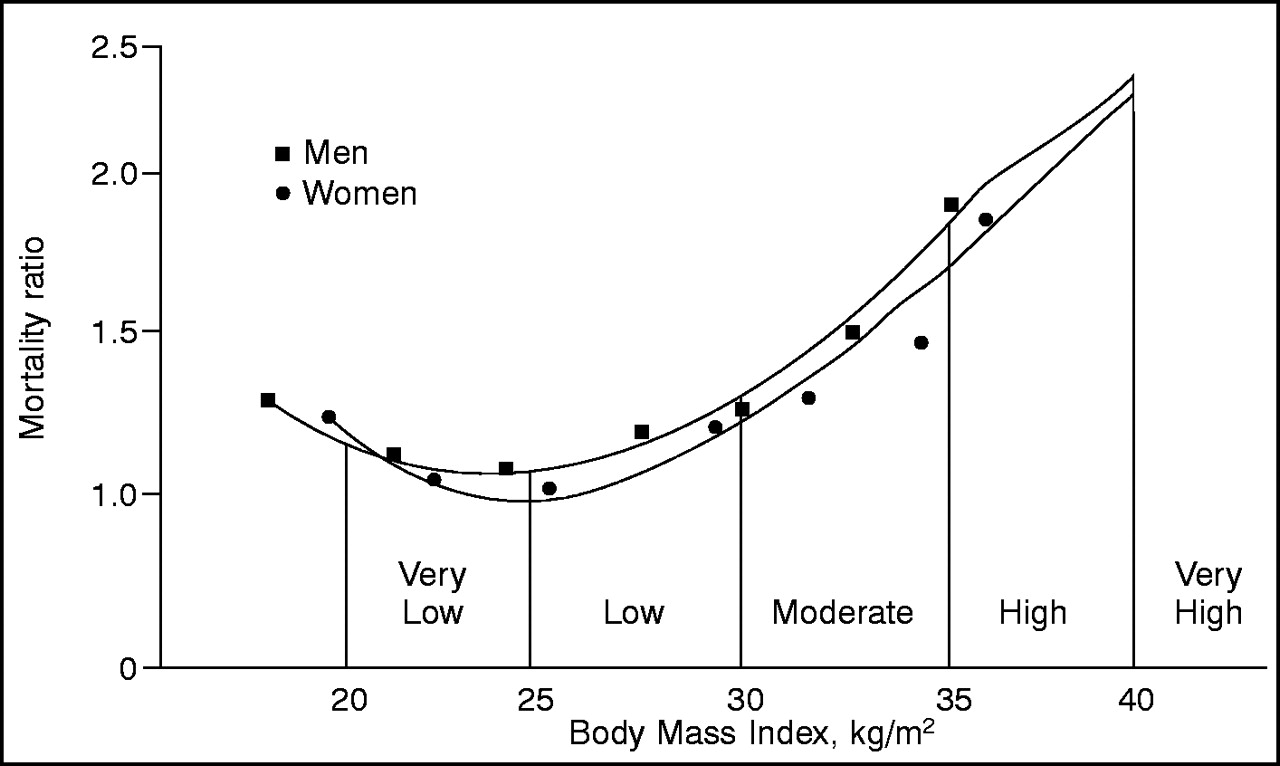 2.5
2.0
1.5
1.0
0
Mortality ratio
Men
Women
Very
Low
Low
Moderate
High
Very
High
20 25 30 35 40
Body Mass Index, kg/m²